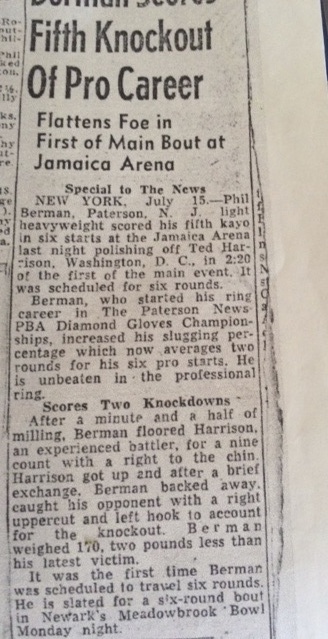 Berman Scores
Fifth Knockout
Of Pro Career
Flattens Foe in
First of Main Bout at
Jamaica Arena
Special to The News
NEW YORK, July 15.—Phil
Berman, Paterson, N. J. light
heavyweight scored his fifth kayo
in six starts at the Jamaica Arena
last night polishing off Ted Har-
rison, Washington, D. C., in 2:20
of the first of the main event. It
was scheduled for six rounds.
Berman, who started his ring
career in The Paterson News-
PBA Diamond Gloves Champion-
ships, increased his slugging per-
centage which now averages two
rounds for his six pro starts. He
is unbeaten in the professional
ring.
Scores Two Knockdowns
After a minute and a half of
milling, Berman floored Harrison,
an experienced battler, for a nine
count with a right to the chin.
Harrison got up and after a brief
exchange, Berman backed away,
caught his opponent with a right
uppercut and left hook to account
for the knockout. Berman
weighed 170, two pounds less than
his latest victim.
It was the first time Berman
was scheduled to travel six rounds.
He is slated for a six-round bout
in Newark's Meadowbrook Bowl
Monday night.